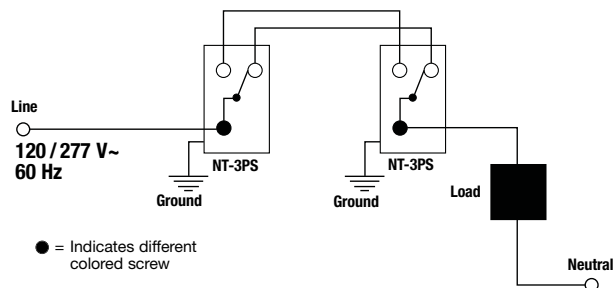 Line
120 / 277 V~
60 Hz
NT-3PS
Ground
NT-3PS
Ground
Load
Neutral
= Indicates different
colored screw